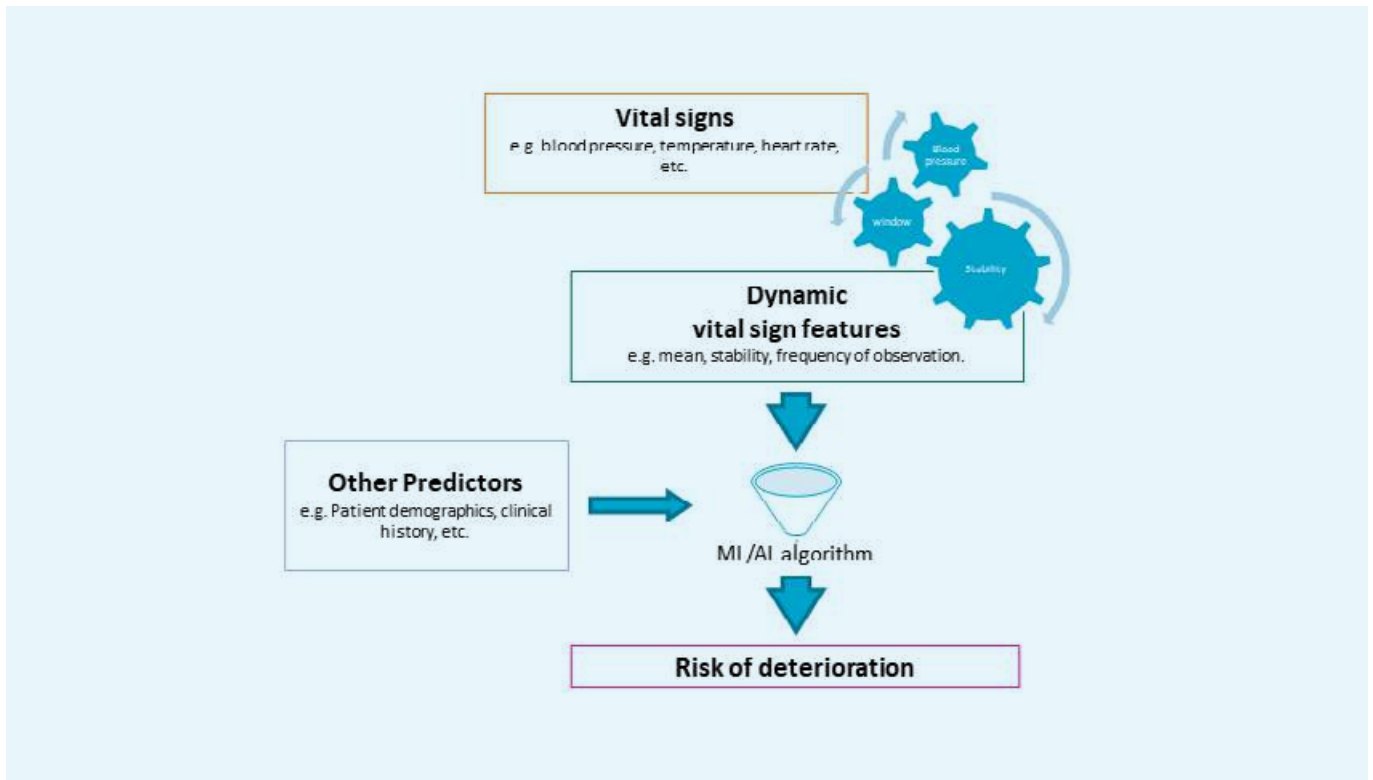 Vital signs
e.g. blood pressure, temperature, heart rate,
etc.
Blood
pressure
window
Stability
Dynamic
vital sign features
e.g. mean, stability, frequency of observation.
Other Predictors
e.g. Patient demographics, clinical
history, etc.
ML/AI algorithm
Risk of deterioration